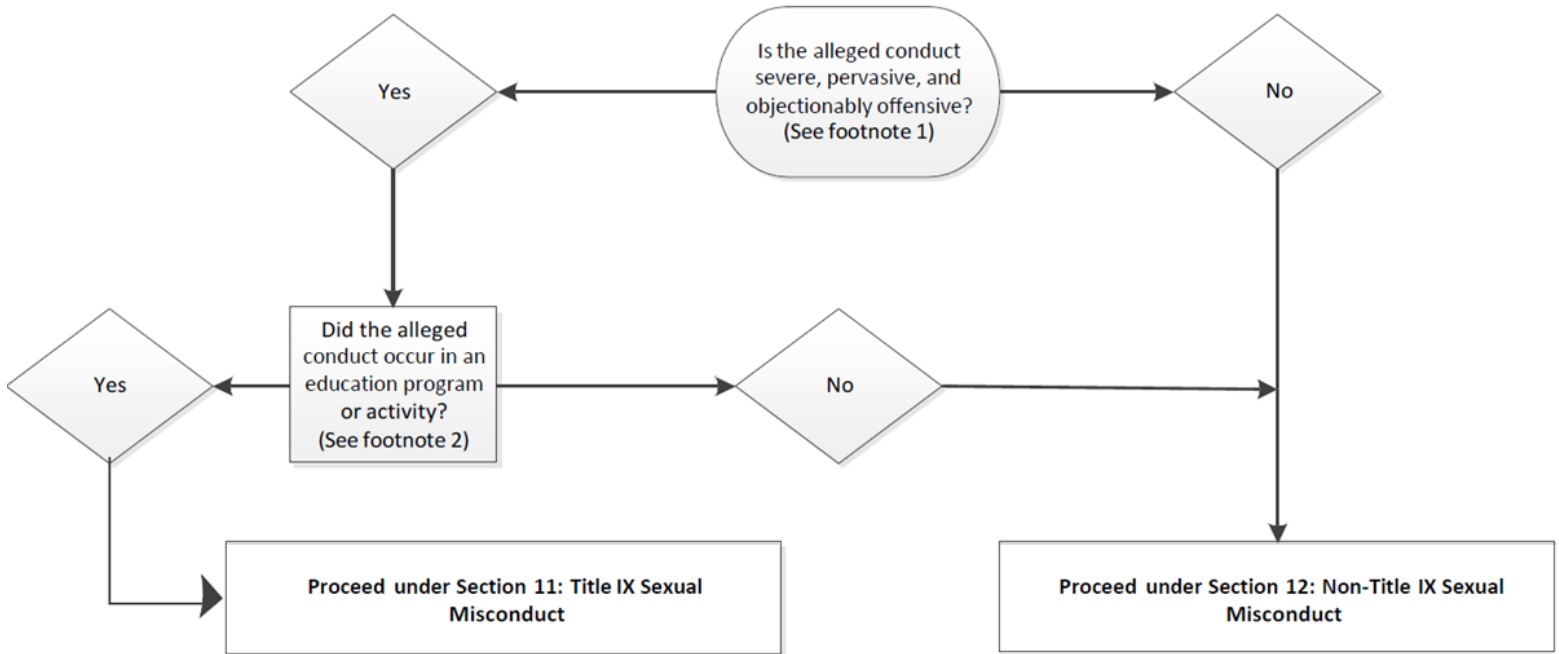 Is the alleged conduct
severe, pervasive, and
objectionably offensive?
(See footnote 1)
Yes
No
Did the alleged
conduct occur in an
education program
or activity?
(See footnote 2)
Yes
No
Proceed under Section 11: Title IX Sexual
Misconduct
Proceed under Section 12: Non-Title IX Sexual
Misconduct